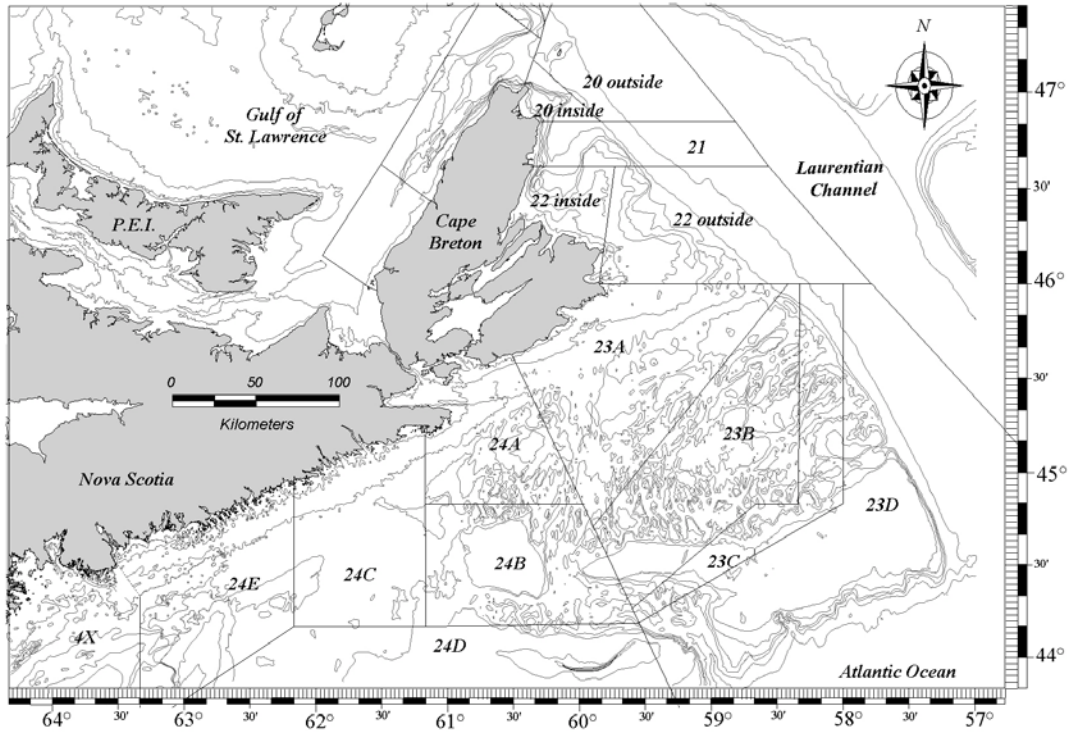 N
47°
20 outside
20 inside
Gulf of
St. Lawrence
21
Laurentian
Channel
30'
22 inside
P.E.I.
Cape
Breton
22 outside
46°
23A
0 50 100
Kilometers
30'
23B
24A
Nova Scotia
45°
23D
24B
23C
30'
24C
24E
4X
24D
44°
Atlantic Ocean
64° 30' 63° 30' 62° 30' 61° 30' 60° 30' 59° 30' 58° 30' 57°